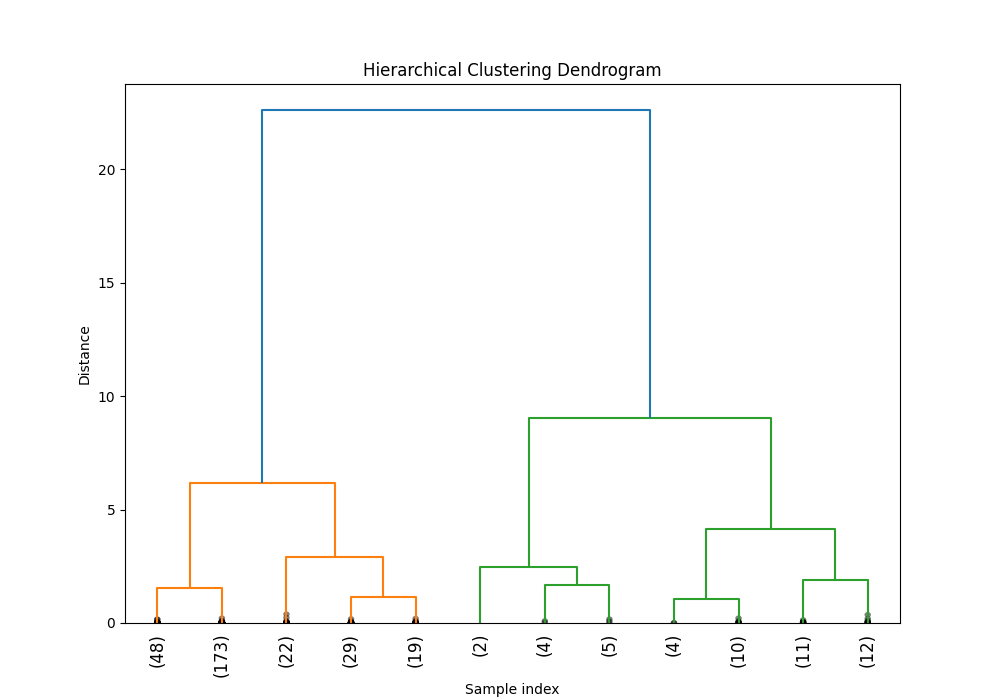 Hierarchical Clustering Dendrogram
Distance
20
15
10
5
0
(48) (173) (22) (29) (19) (2) (4) (5) (4) (10) (11) (12)
Sample index